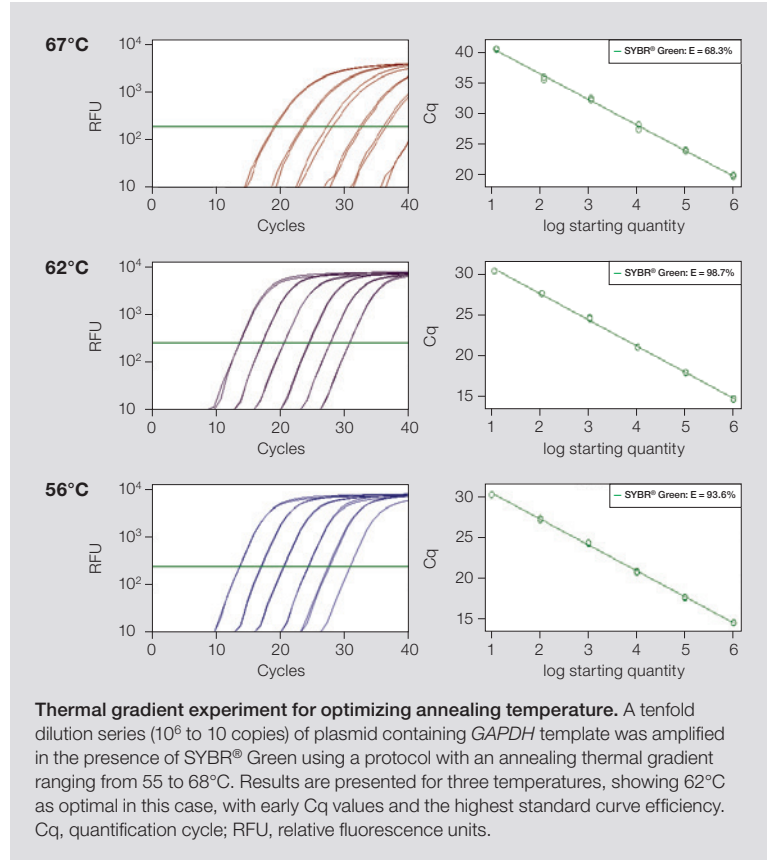 67°C
10⁴
10³
10²
10
RFU
0 10 20 30 40
Cycles
— SYBR® Green: E = 68.3%
40
35
30
25
20
Cq
1 2 3 4 5 6
log starting quantity
62°C
10⁴
10³
10²
10
RFU
0 10 20 30 40
Cycles
— SYBR® Green: E = 98.7%
30
25
20
15
Cq
1 2 3 4 5 6
log starting quantity
56°C
10⁴
10³
10²
10
RFU
0 10 20 30 40
Cycles
— SYBR® Green: E = 93.6%
30
25
20
15
Cq
1 2 3 4 5 6
log starting quantity
Thermal gradient experiment for optimizing annealing temperature. A tenfold
dilution series (10⁶ to 10 copies) of plasmid containing GAPDH template was amplified
in the presence of SYBR® Green using a protocol with an annealing thermal gradient
ranging from 55 to 68°C. Results are presented for three temperatures, showing 62°C
as optimal in this case, with early Cq values and the highest standard curve efficiency.
Cq, quantification cycle; RFU, relative fluorescence units.